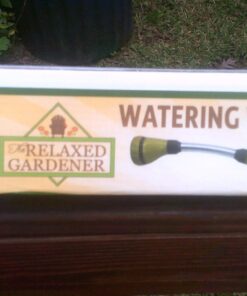 The RELAXED
GARDENER
WATERING